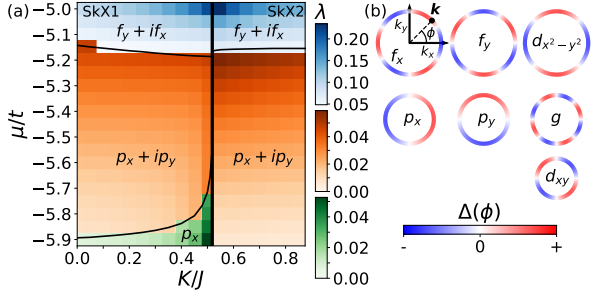 (a)
SkX1
SkX2
λ
f_y + if_x
f_y + if_x
p_x + ip_y
p_x + ip_y
p_x
μ/t
−5.0
−5.1
−5.2
−5.3
−5.4
−5.5
−5.6
−5.7
−5.8
−5.9
0.0
0.2
0.4
0.6
0.8
K/J
0.20
0.15
0.10
0.05
0.04
0.02
0.00
0.04
0.02
0.00
(b)
k_y
k
ϕ
k_x
f_x
f_y
d_{x²−y²}
p_x
p_y
g
d_{xy}
Δ(ϕ)
-
0
+